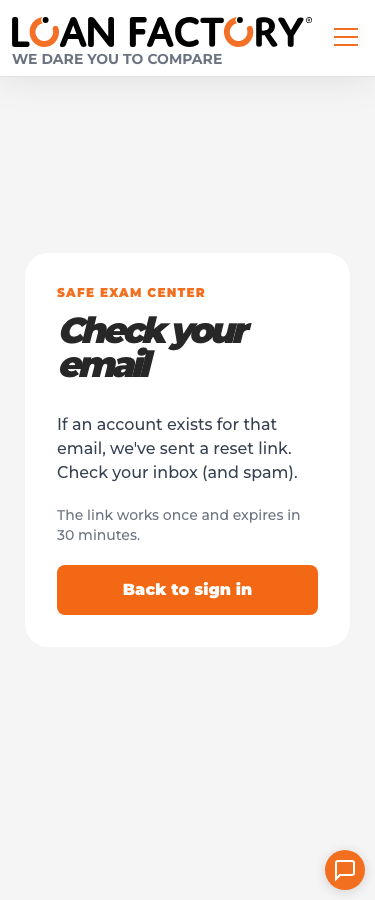 LOAN FACTORY®
WE DARE YOU TO COMPARE
SAFE EXAM CENTER
Check your
email
If an account exists for that
email, we've sent a reset link.
Check your inbox (and spam).
The link works once and expires in
30 minutes.
Back to sign in